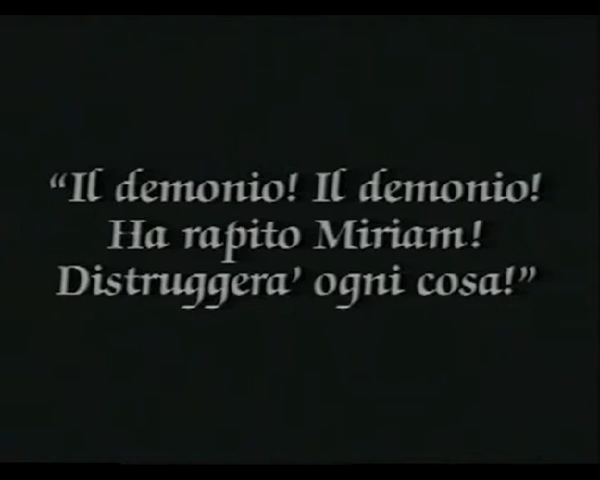 “Il demonio! Il demonio!
Ha rapito Miriam!
Distruggera’ ogni cosa!”